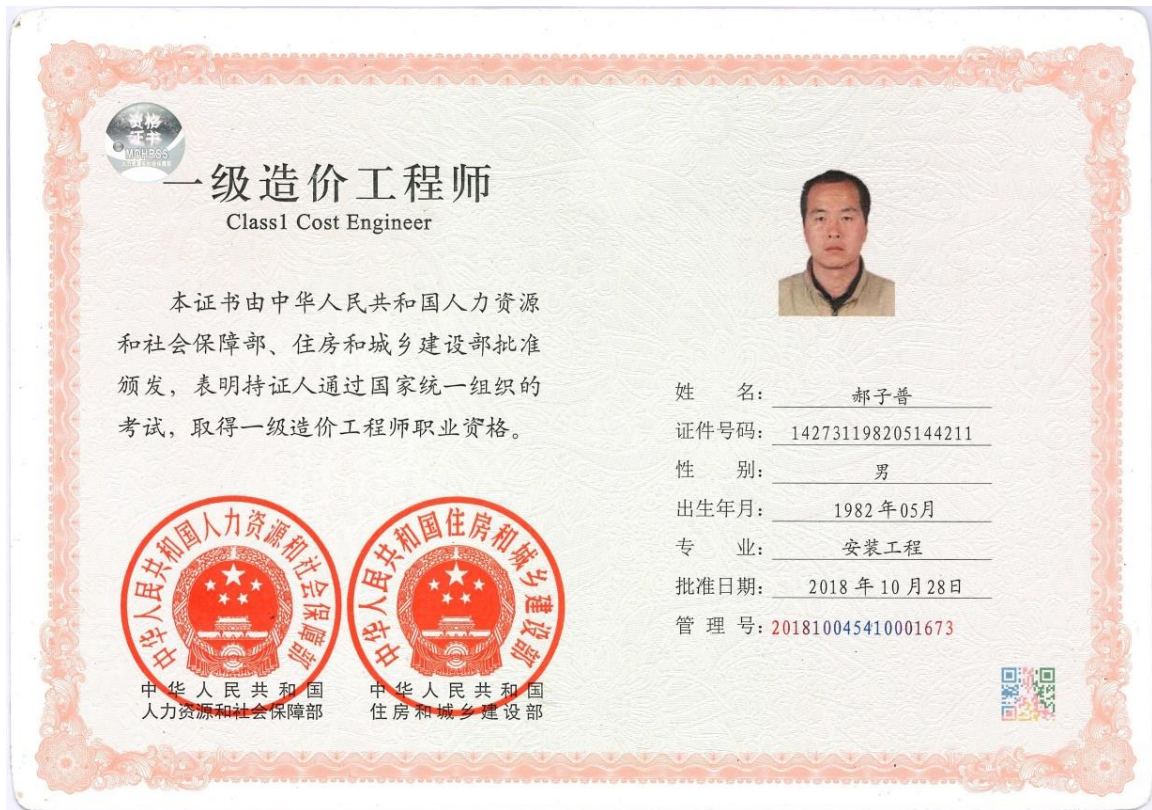 资格
证书
MOHRSS
一级造价工程师
Class1 Cost Engineer
本证书由中华人民共和国人力资源
和社会保障部、住房和城乡建设部批准
颁发，表明持证人通过国家统一组织的
考试，取得一级造价工程师职业资格。
中华人民共和国人力资源和社会保障部
中华人民共和国住房和城乡建设部
中华人民共和国
人力资源和社会保障部
中华人民共和国
住房和城乡建设部
姓 名：郝子普
证件号码：142731198205144211
性 别：男
出生年月：1982年05月
专 业：安装工程
批准日期：2018年10月28日
管 理 号：201810045410001673